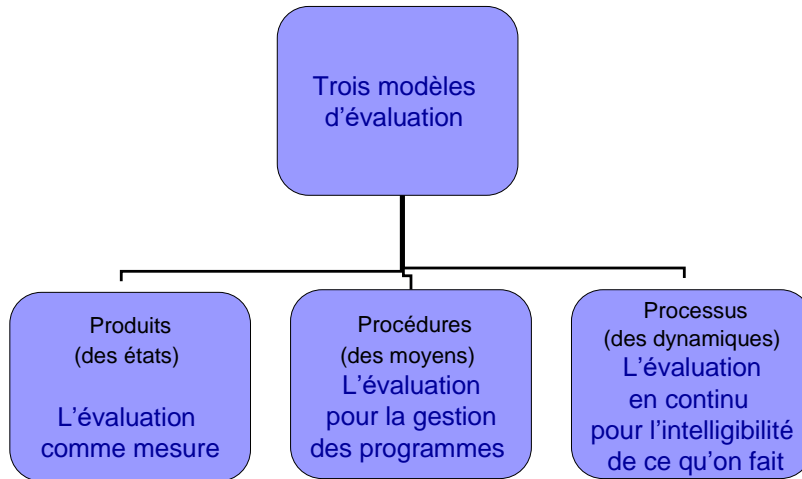 Trois modèles
d’évaluation
Produits
(des états)
L’évaluation
comme mesure
Procédures
(des moyens)
L’évaluation
pour la gestion
des programmes
Processus
(des dynamiques)
L’évaluation
en continu
pour l’intelligibilité
de ce qu’on fait